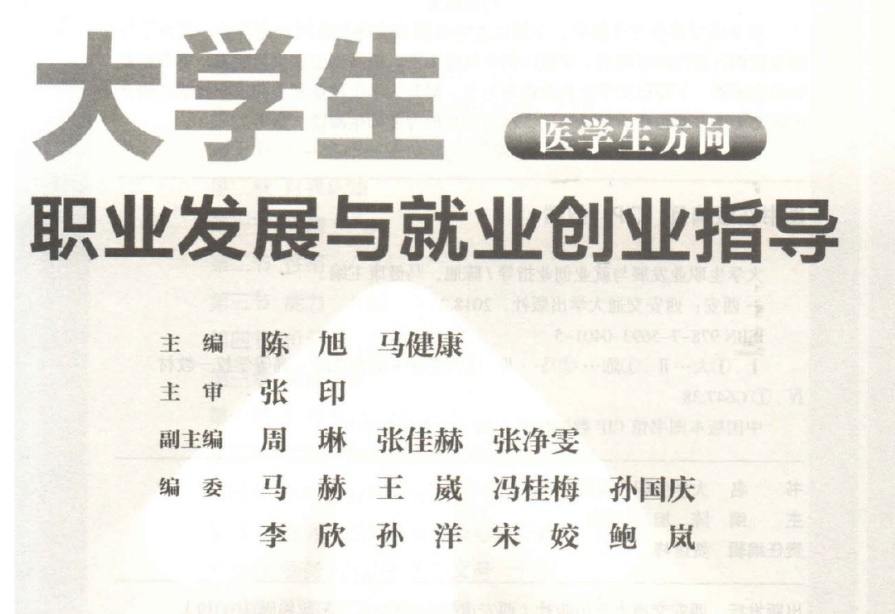 大学生
医学生方向
职业发展与就业创业指导
主 编 陈 旭 马健康
主 审 张 印
副主编 周 琳 张佳赫 张净雯
编 委 马 赫 王 崴 冯桂梅 孙国庆
李 欣 孙 洋 宋 姣 鲍 岚